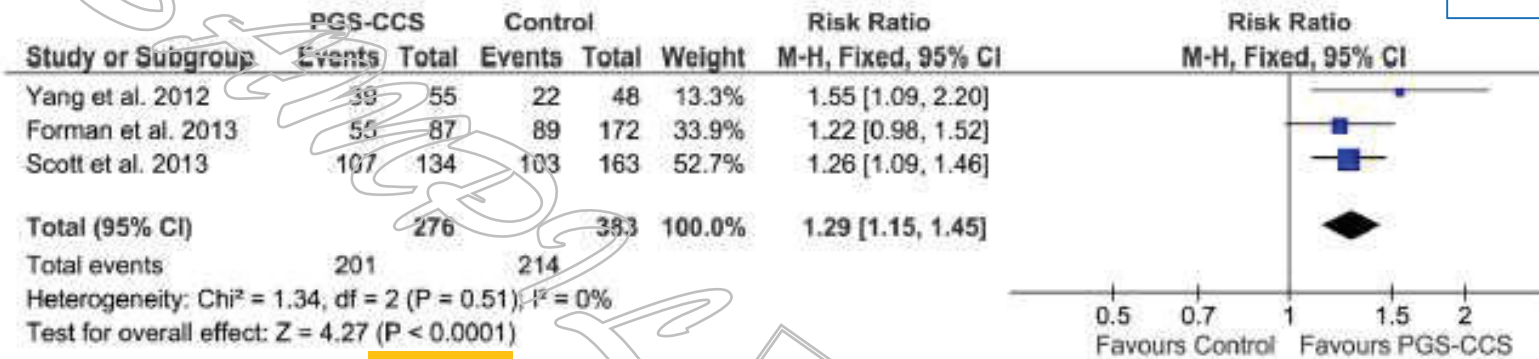 PGS-CCS Control Risk Ratio Risk Ratio
Study or Subgroup Events Total Events Total Weight M-H, Fixed, 95% CI M-H, Fixed, 95% CI
Yang et al. 2012 39 55 22 48 13.3% 1.55 [1.09, 2.20]
Forman et al. 2013 55 87 89 172 33.9% 1.22 [0.98, 1.52]
Scott et al. 2013 107 134 103 163 52.7% 1.26 [1.09, 1.46]
Total (95% CI) 276 383 100.0% 1.29 [1.15, 1.45]
Total events 201 214
Heterogeneity: Chi² = 1.34, df = 2 (P = 0.51); I² = 0%
Test for overall effect: Z = 4.27 (P < 0.0001)
0.5 0.7 1 1.5 2
Favours Control Favours PGS-CCS